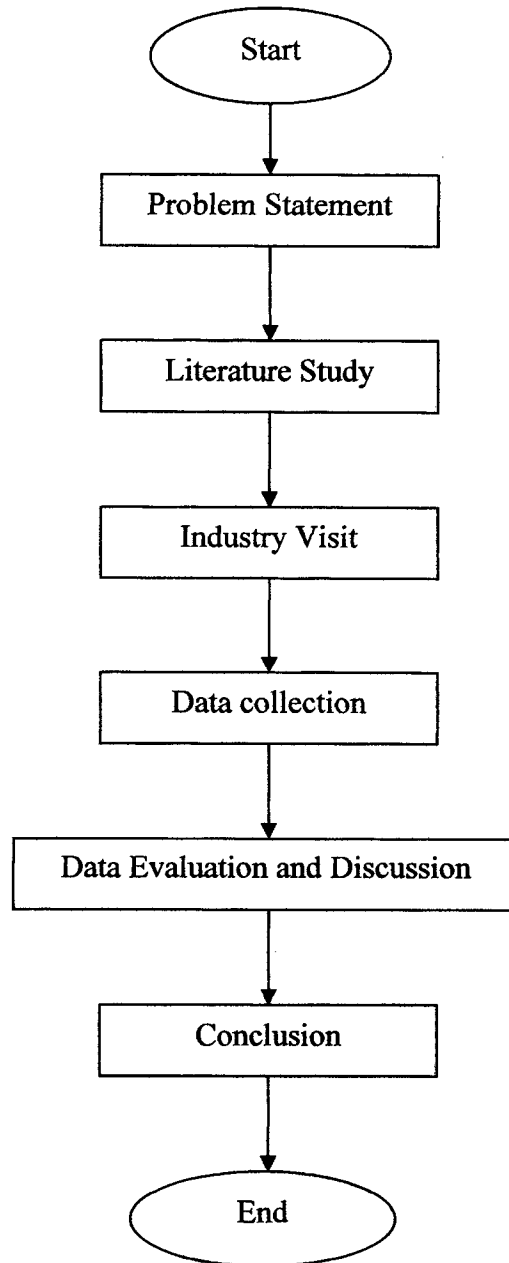 Start
Problem Statement
Literature Study
Industry Visit
Data collection
Data Evaluation and Discussion
Conclusion
End